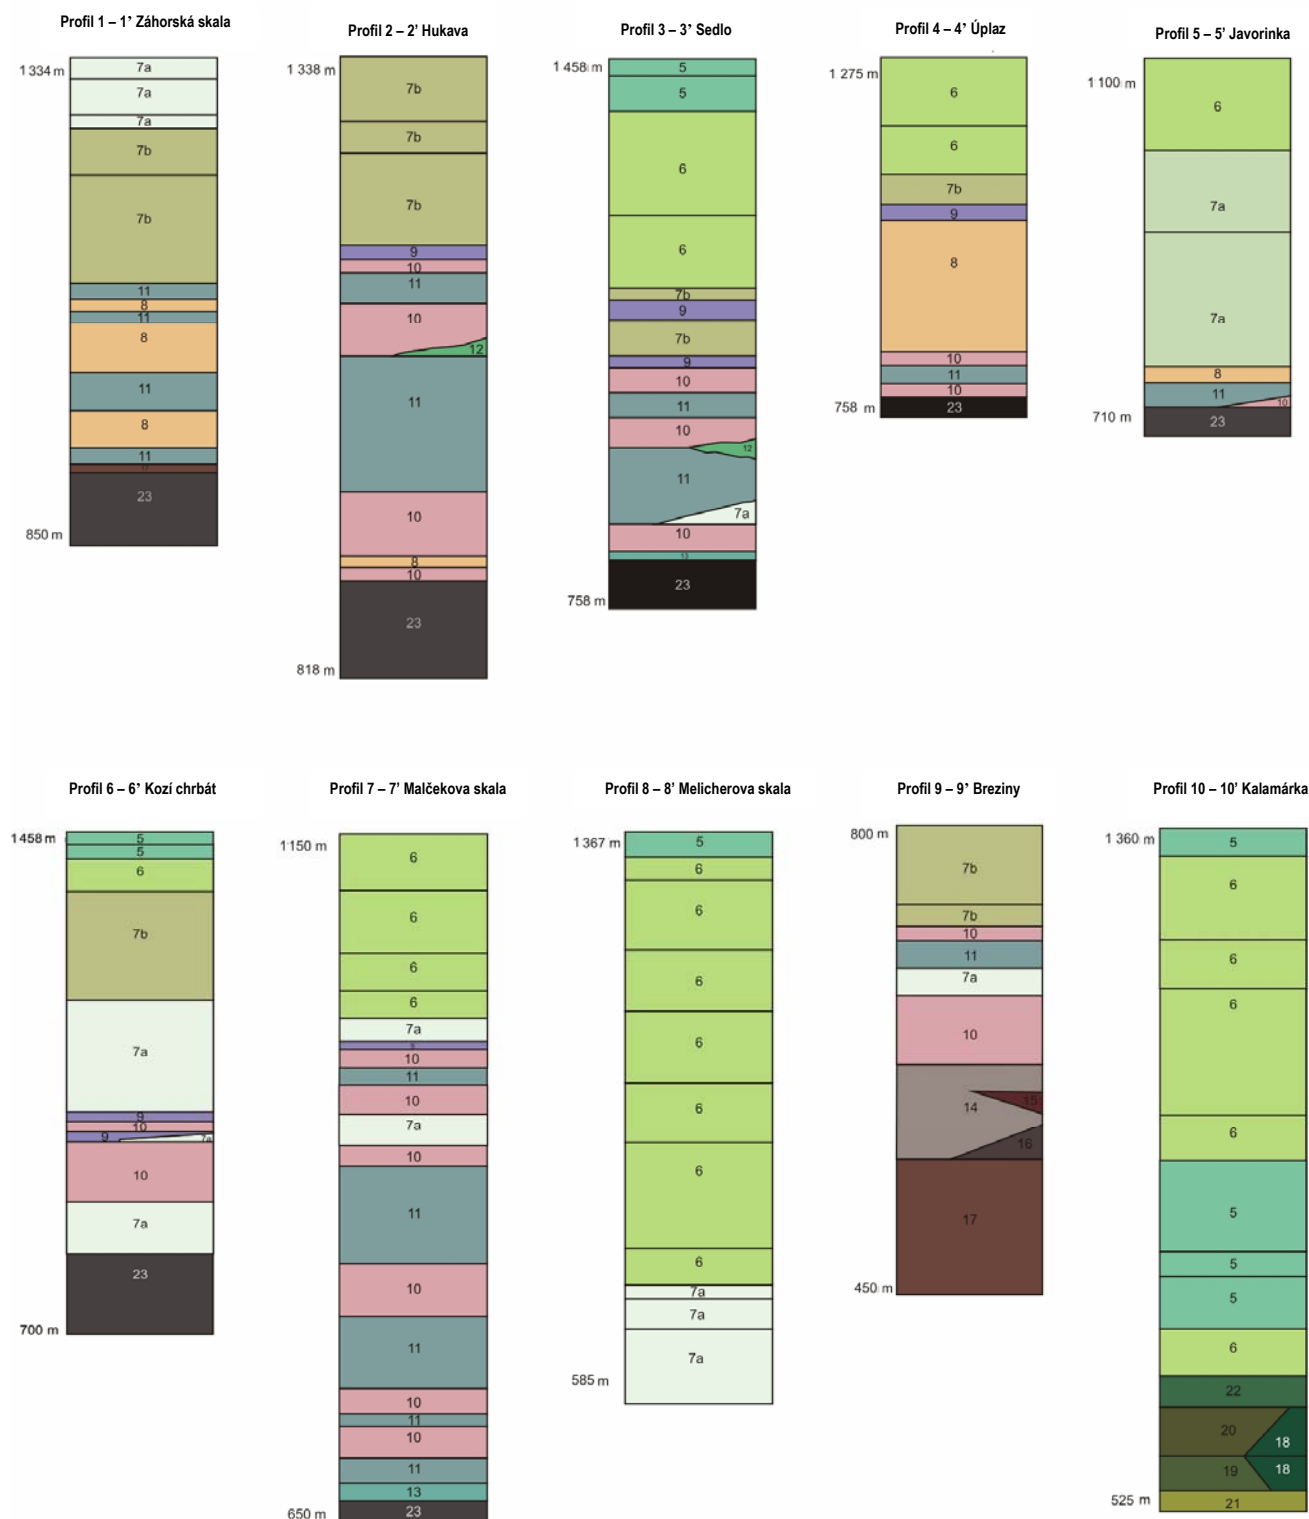 Profil 1 – 1’ Záhorská skala
1 334 m
7a
7a
7a
7b
7b
11
8
11
8
11
8
11
23
850 m
Profil 2 – 2’ Hukava
1 338 m
7b
7b
7b
9
10
11
10
12
11
10
8
10
23
818 m
Profil 3 – 3’ Sedlo
1 458 m
5
5
6
6
7b
9
7b
9
10
11
10
12
11
7a
10
13
23
758 m
Profil 4 – 4’ Úplaz
1 275 m
6
6
7b
9
8
10
11
10
23
758 m
Profil 5 – 5’ Javorinka
1 100 m
6
7a
7a
8
11
10
23
710 m
Profil 6 – 6’ Kozí chrbát
1 458 m
5
5
6
7b
7a
9
10
9
7a
10
7a
23
700 m
Profil 7 – 7’ Malčekova skala
1 150 m
6
6
6
6
7a
9
10
11
10
7a
10
11
10
11
10
11
10
11
13
23
650 m
Profil 8 – 8’ Melicherova skala
1 367 m
5
6
6
6
6
6
6
6
7a
7a
7a
585 m
Profil 9 – 9’ Breziny
800 m
7b
7b
10
11
7a
10
14
15
16
17
450 m
Profil 10 – 10’ Kalamárka
1 360 m
5
6
6
6
6
5
5
5
6
22
20
18
19
18
21
525 m